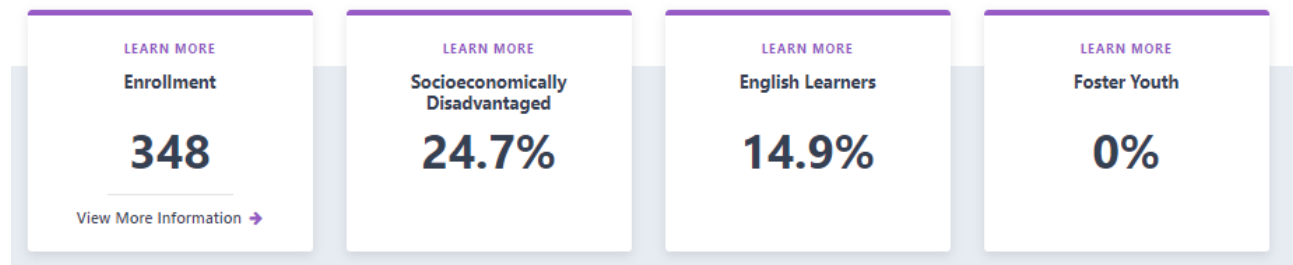 LEARN MORE
Enrollment
348
View More Information
LEARN MORE
Socioeconomically
Disadvantaged
24.7%
LEARN MORE
English Learners
14.9%
LEARN MORE
Foster Youth
0%